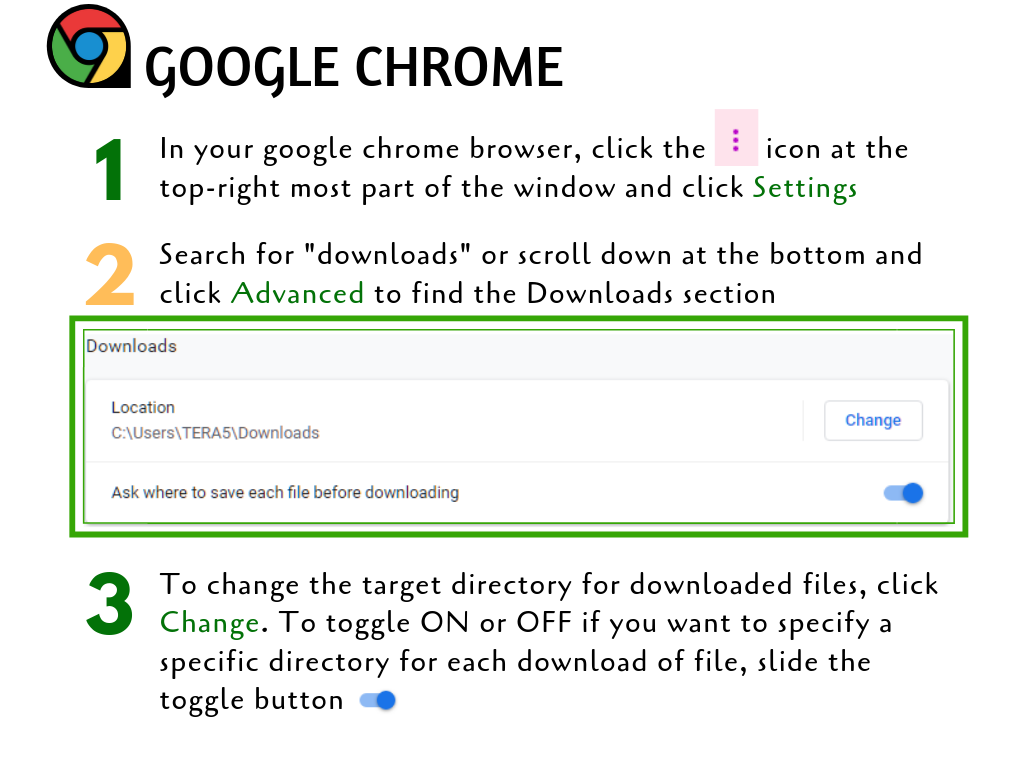 GOOGLE CHROME
1
In your google chrome browser, click the icon at the
top-right most part of the window and click Settings
2
Search for "downloads" or scroll down at the bottom and
click Advanced to find the Downloads section
Downloads
Location
C:\Users\TERA5\Downloads
Change
Ask where to save each file before downloading
3
To change the target directory for downloaded files, click
Change. To toggle ON or OFF if you want to specify a
specific directory for each download of file, slide the
toggle button